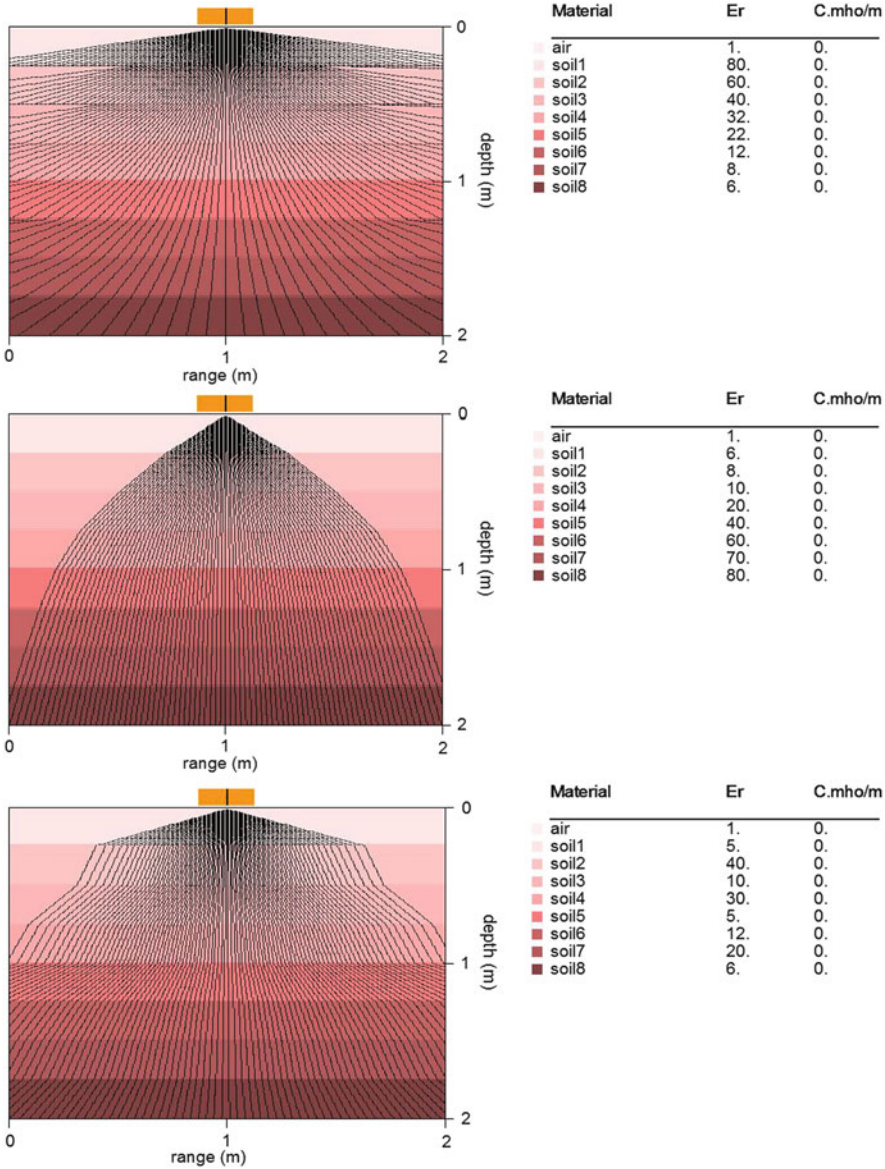 0
depth (m)
1
2
0 1 2
range (m)
Material Er C.mho/m
air 1. 0.
soil1 80. 0.
soil2 60. 0.
soil3 40. 0.
soil4 32. 0.
soil5 22. 0.
soil6 12. 0.
soil7 8. 0.
soil8 6. 0.
0
depth (m)
1
2
0 1 2
range (m)
Material Er C.mho/m
air 1. 0.
soil1 6. 0.
soil2 8. 0.
soil3 10. 0.
soil4 20. 0.
soil5 40. 0.
soil6 60. 0.
soil7 70. 0.
soil8 80. 0.
0
depth (m)
1
2
0 1 2
range (m)
Material Er C.mho/m
air 1. 0.
soil1 5. 0.
soil2 40. 0.
soil3 10. 0.
soil4 30. 0.
soil5 5. 0.
soil6 12. 0.
soil7 20. 0.
soil8 6. 0.